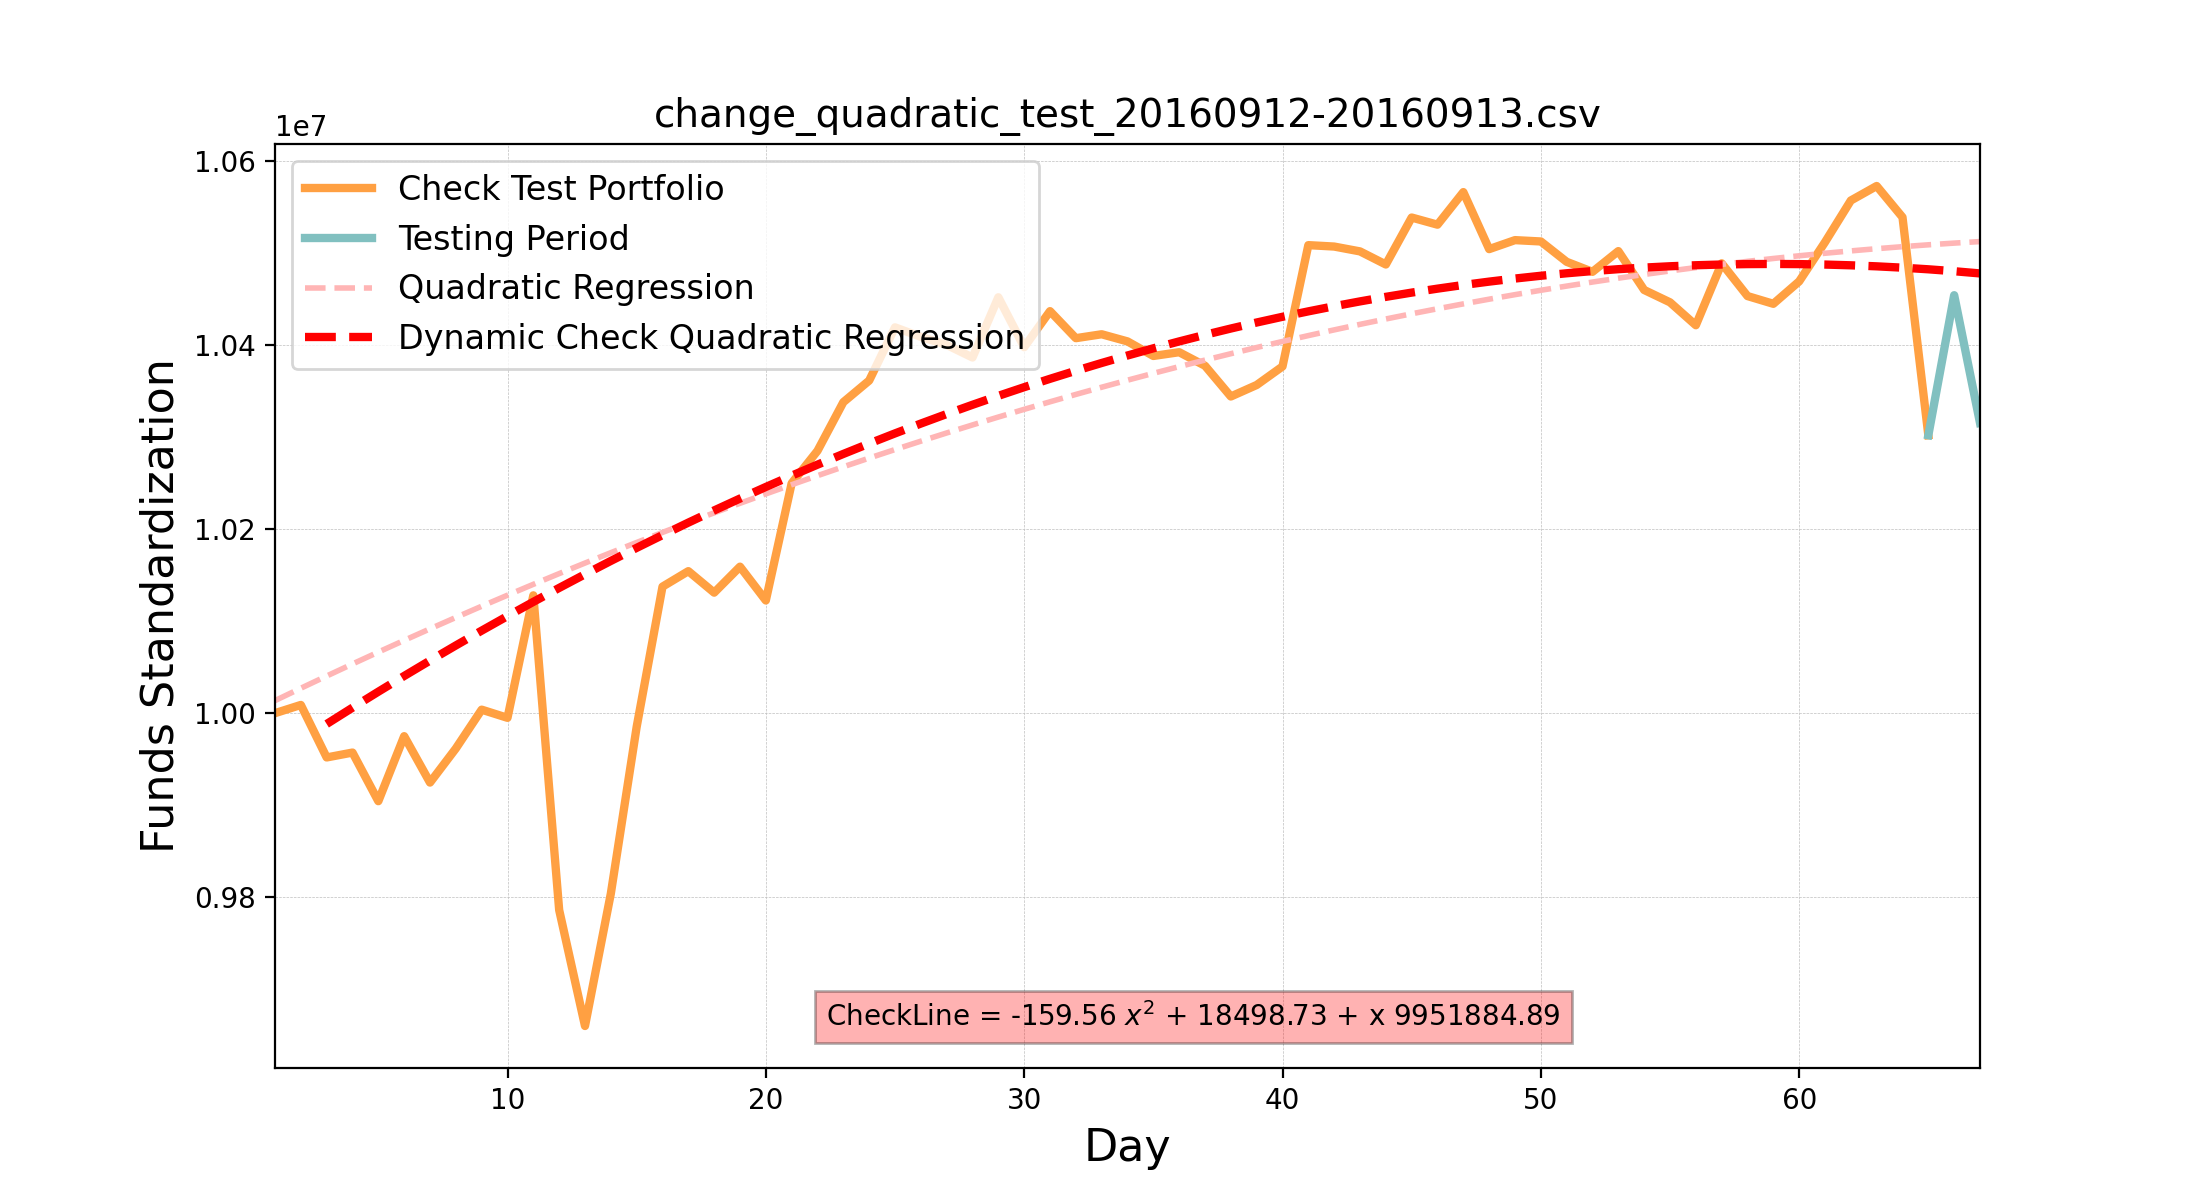 change_quadratic_test_20160912-20160913.csv
1e7
1.06
1.04
1.02
1.00
0.98
Funds Standardization
Check Test Portfolio
Testing Period
Quadratic Regression
Dynamic Check Quadratic Regression
CheckLine = -159.56 x² + 18498.73 + x 9951884.89
10 20 30 40 50 60
Day